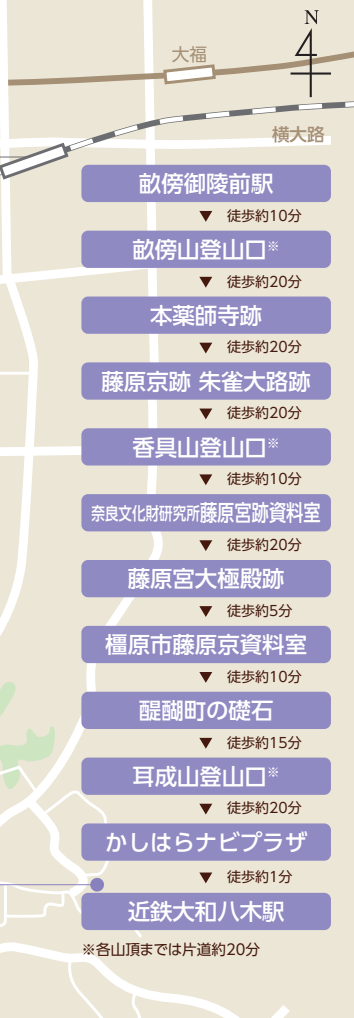 N
大福
横大路
畝傍御陵前駅
▼ 徒歩約10分
畝傍山登山口※
▼ 徒歩約20分
本薬師寺跡
▼ 徒歩約20分
藤原京跡 朱雀大路跡
▼ 徒歩約20分
香具山登山口※
▼ 徒歩約10分
奈良文化財研究所藤原宮跡資料室
▼ 徒歩約20分
藤原宮大極殿跡
▼ 徒歩約5分
橿原市藤原京資料室
▼ 徒歩約10分
醍醐町の礎石
▼ 徒歩約15分
耳成山登山口※
▼ 徒歩約20分
かしはらナビプラザ
▼ 徒歩約1分
近鉄大和八木駅
※各山頂までは片道約20分